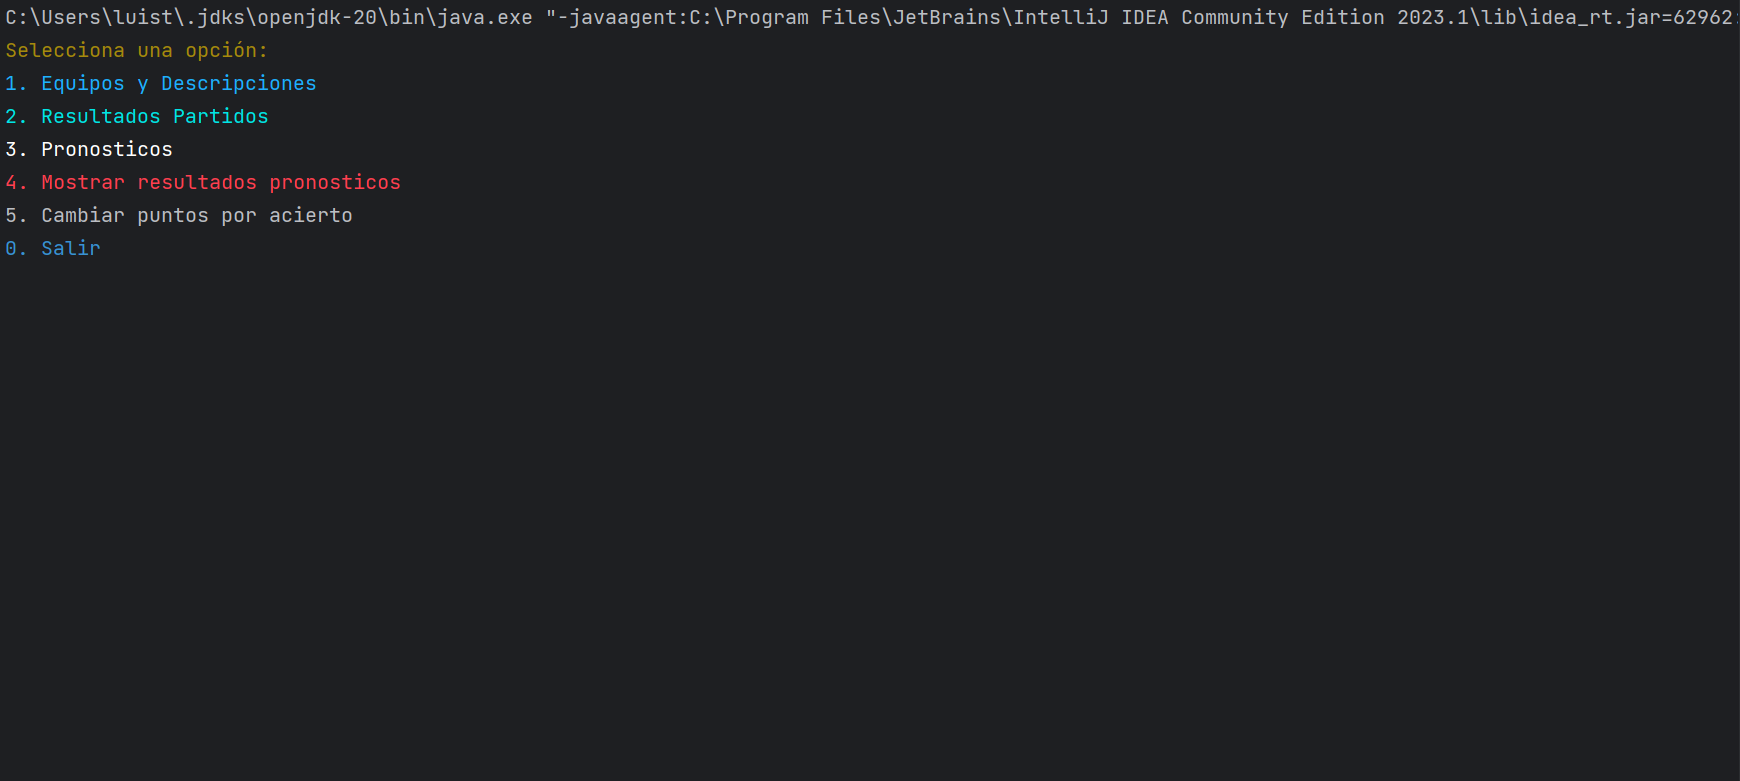 C:\Users\luist\.jdks\openjdk-20\bin\java.exe "-javaagent:C:\Program Files\JetBrains\IntelliJ IDEA Community Edition 2023.1\lib\idea_rt.jar=62962:
Selecciona una opción:
1. Equipos y Descripciones
2. Resultados Partidos
3. Pronosticos
4. Mostrar resultados pronosticos
5. Cambiar puntos por acierto
0. Salir